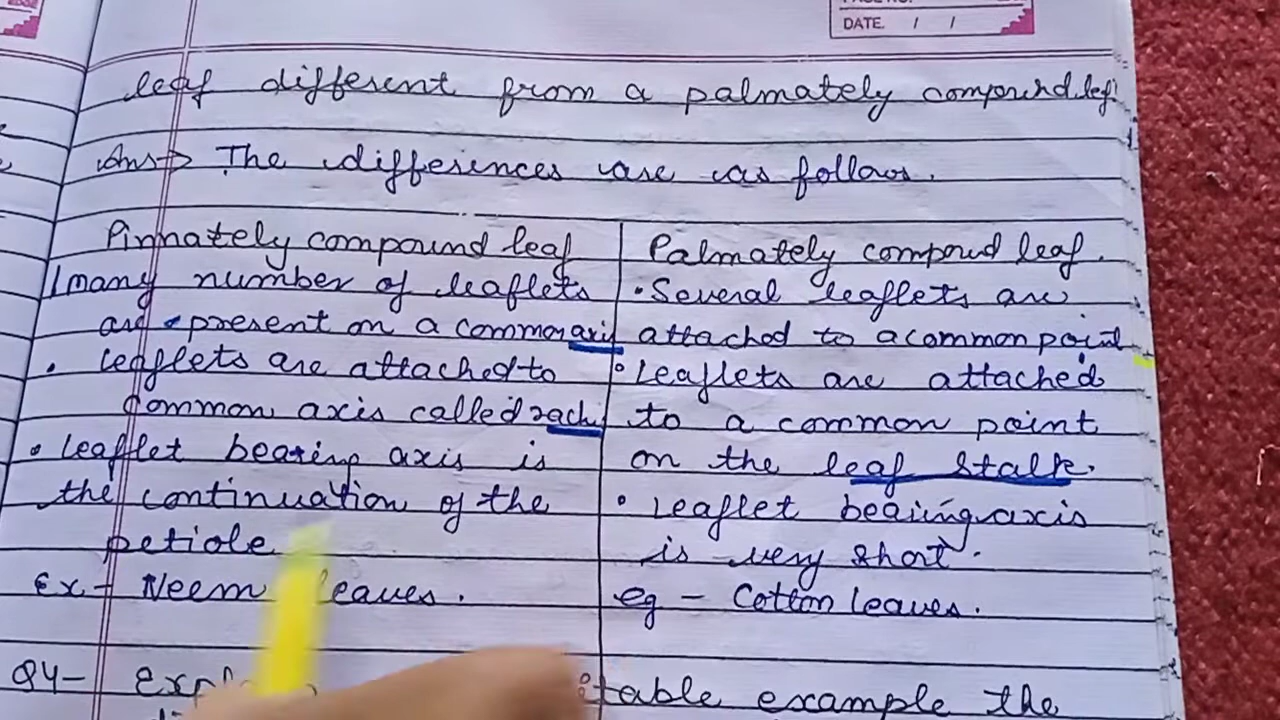 DATE / /
leaf different from a palmately compound leaf
Ans→ The differences are as follows.
Pinnately compound leaf
many number of leaflets
are present on a common axis
• leaflets are attached to
common axis called rachi
• leaflet bearing axis is
the continuation of the
petiole
Ex - Neem leaves.
Palmately compound leaf.
• Several leaflets are
attached to a common point
• Leaflets are attached
to a common point
on the leaf stalk.
• leaflet bearing axis
is very short.
eg - Cotton leaves.
Q4- table example the